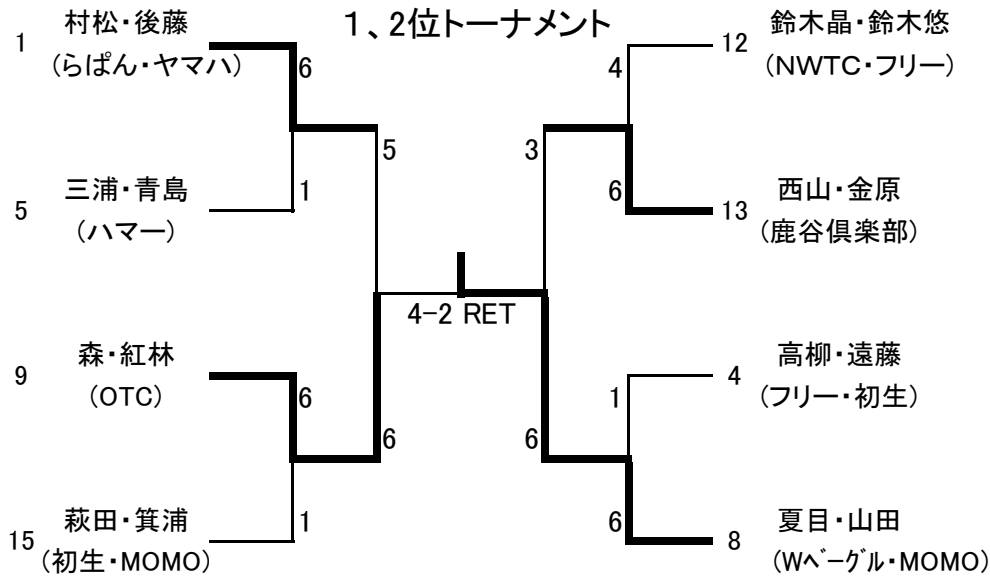 1、2位トーナメント
1
村松・後藤
(らぱん・ヤマハ)
6
5
1
5
三浦・青島
(ハマー)
9
森・紅林
(OTC)
6
6
1
15
萩田・箕浦
(初生・MOMO)
4-2 RET
鈴木晶・鈴木悠
12
(NWTC・フリー)
4
3
6
西山・金原
13
(鹿谷倶楽部)
高柳・遠藤
4
(フリー・初生)
1
6
6
夏目・山田
8
(Wベーグル・MOMO)